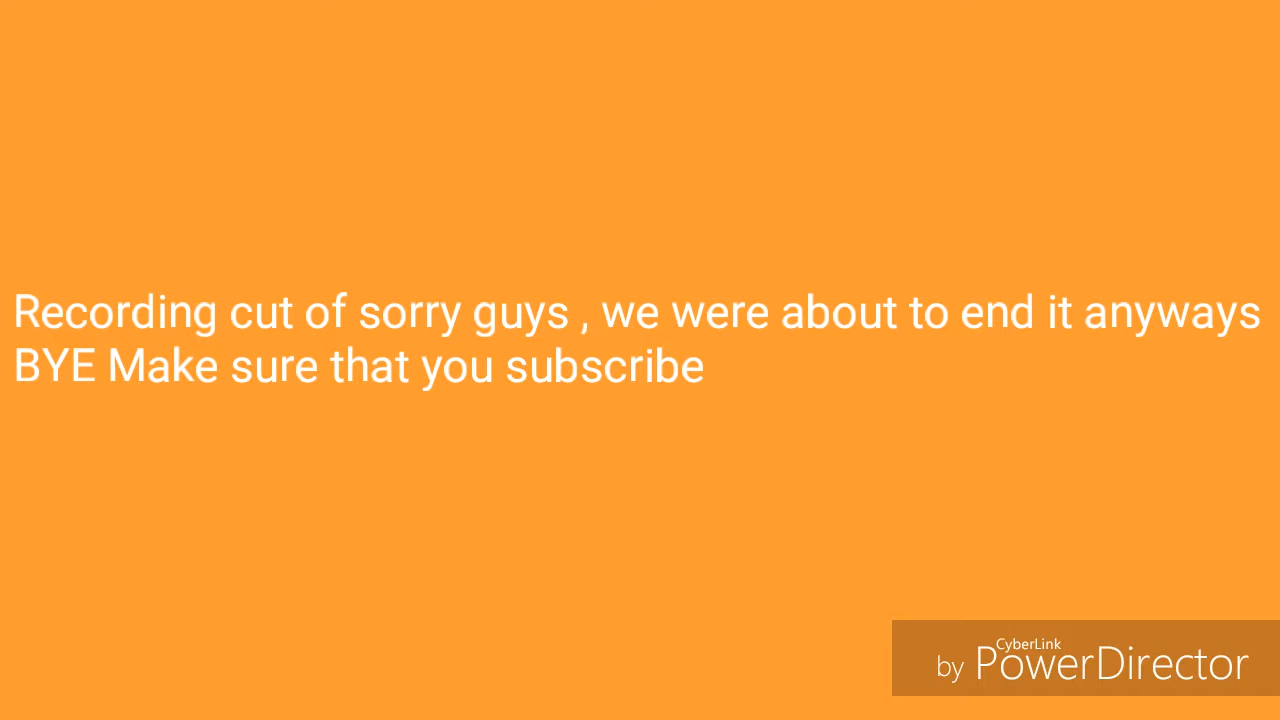 Recording cut of sorry guys , we were about to end it anyways
BYE Make sure that you subscribe
CyberLink
by PowerDirector